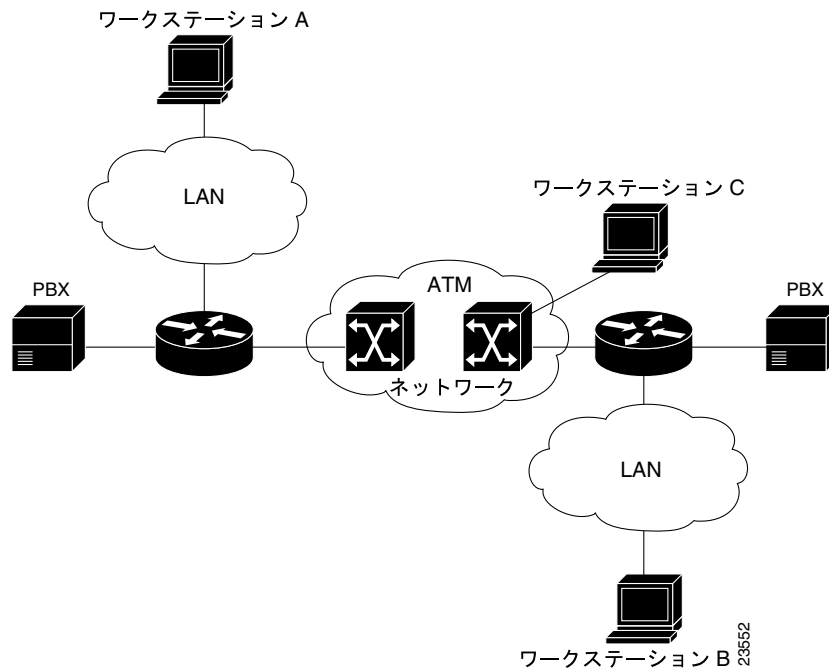 ワークステーション A
LAN
ワークステーション C
PBX
ATM
PBX
ネットワーク
LAN
ワークステーション B
23552